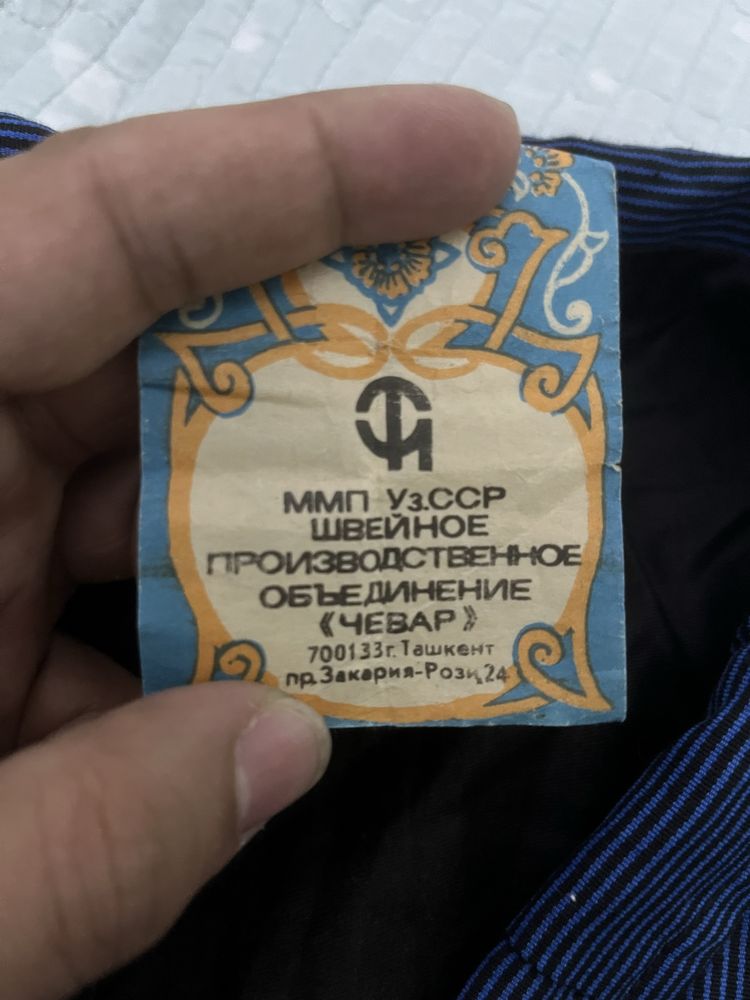 ММП Уз.ССР
ШВЕЙНОЕ
ПРОИЗВОДСТВЕННОЕ
ОБЪЕДИНЕНИЕ
《ЧЕВАР》
700133г.Ташкент
пр.Закария-Рози,24